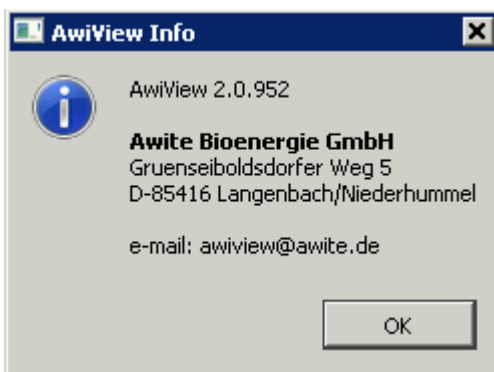 AwiView Info
AwiView 2.0.952
Awite Bioenergie GmbH
Gruenseiboldsdorfer Weg 5
D-85416 Langenbach/Niederhummel
e-mail: awiview@awite.de
OK